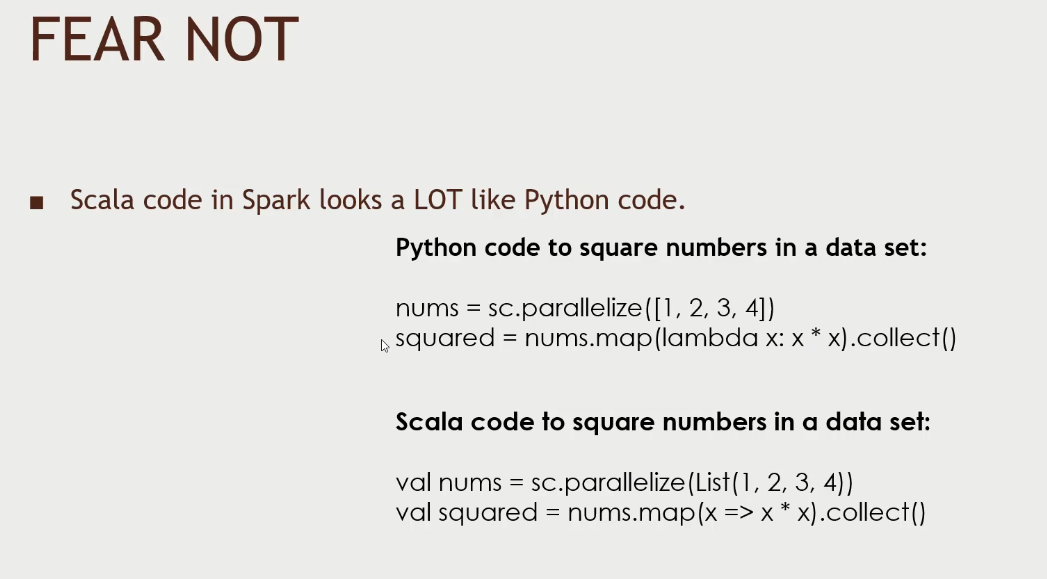 FEAR NOT
■ Scala code in Spark looks a LOT like Python code.
Python code to square numbers in a data set:
nums = sc.parallelize([1, 2, 3, 4])
squared = nums.map(lambda x: x * x).collect()
Scala code to square numbers in a data set:
val nums = sc.parallelize(List(1, 2, 3, 4))
val squared = nums.map(x => x * x).collect()